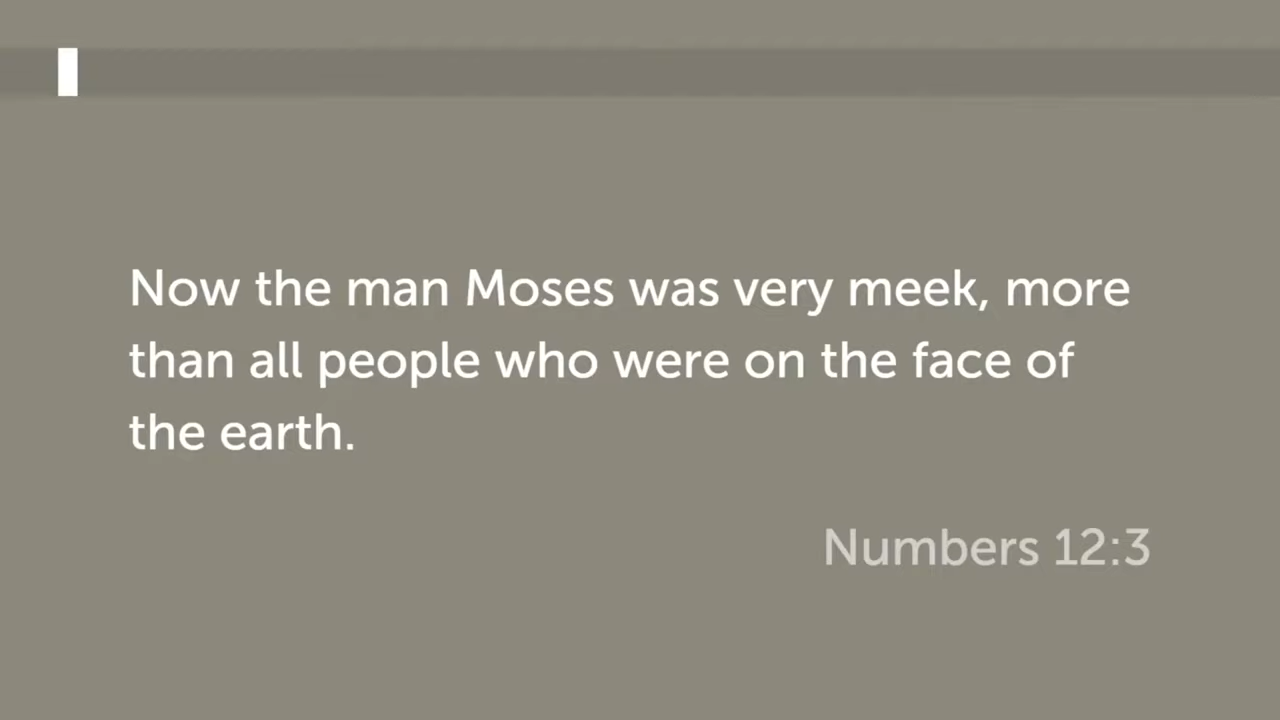 Now the man Moses was very meek, more
than all people who were on the face of
the earth.
Numbers 12:3